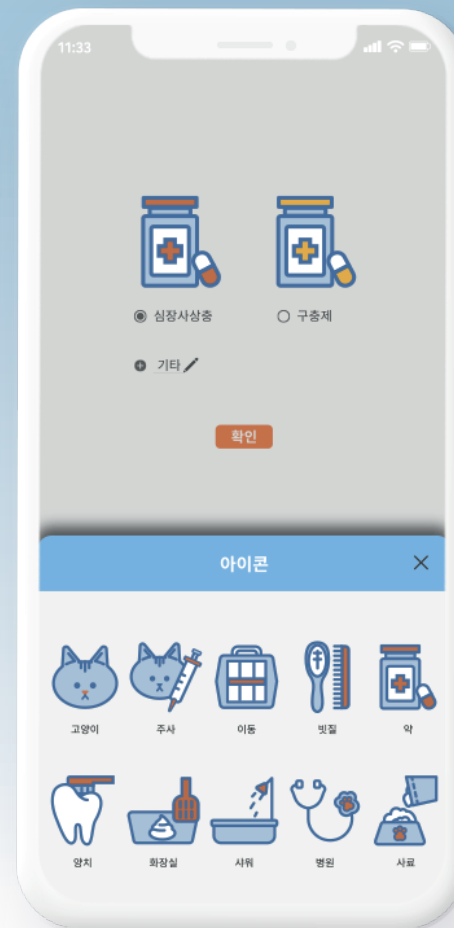 11:33
심장사상충
구충제
기타
확인
아이콘
고양이
주사
이동
빗질
약
양치
화장실
샤워
병원
사료